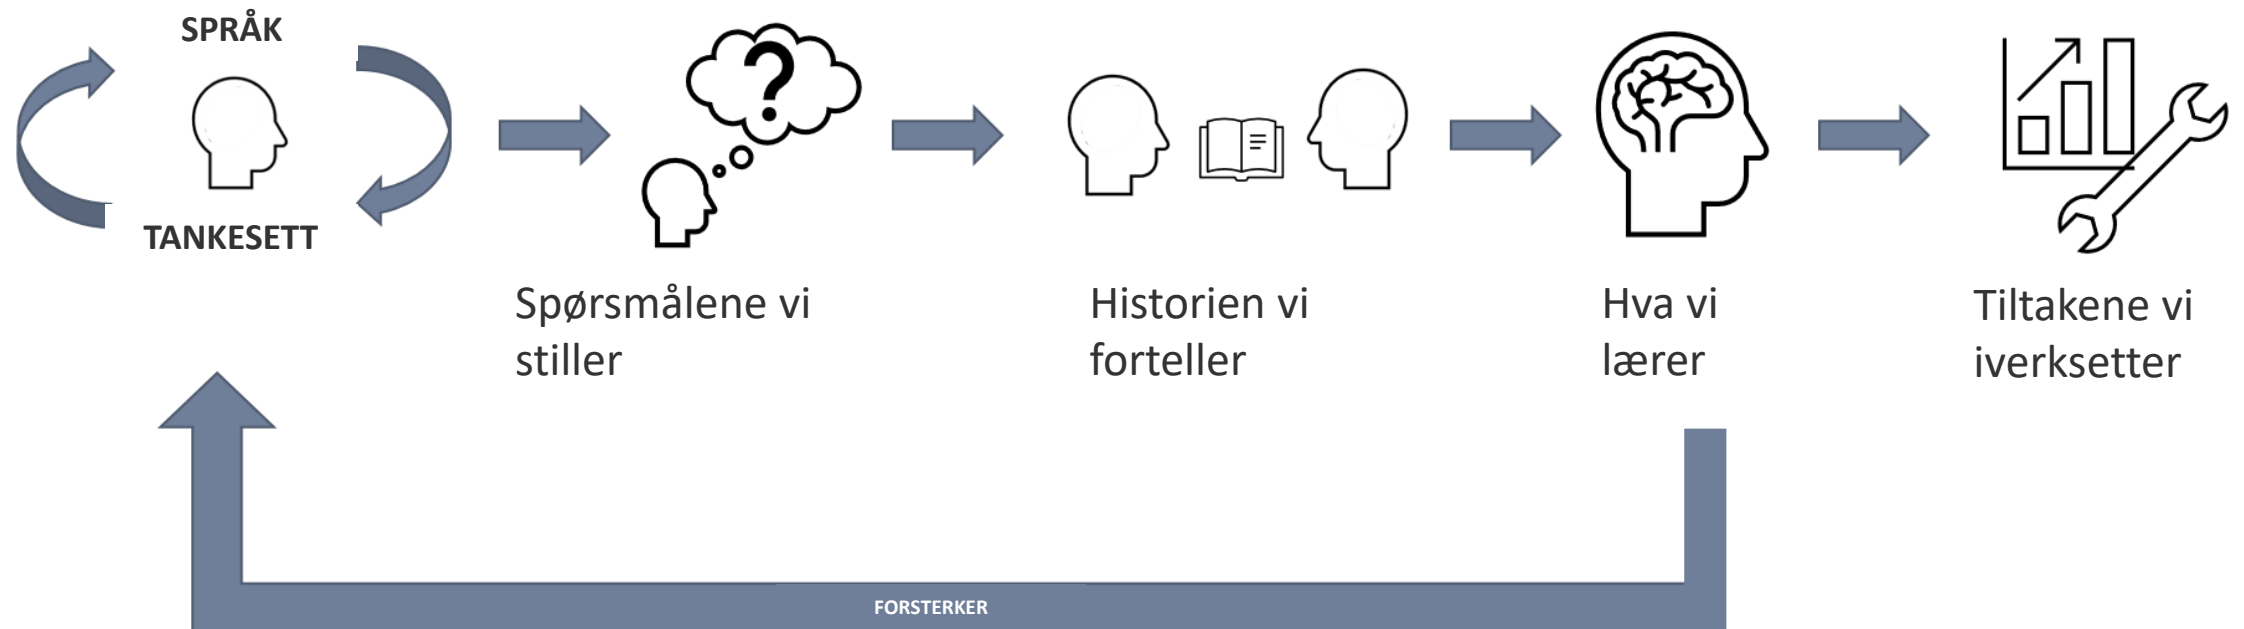 SPRÅK
TANKESETT
Spørsmålene vi
stiller
Historien vi
forteller
Hva vi
lærer
Tiltakene vi
iverksetter
FORSTERKER
?